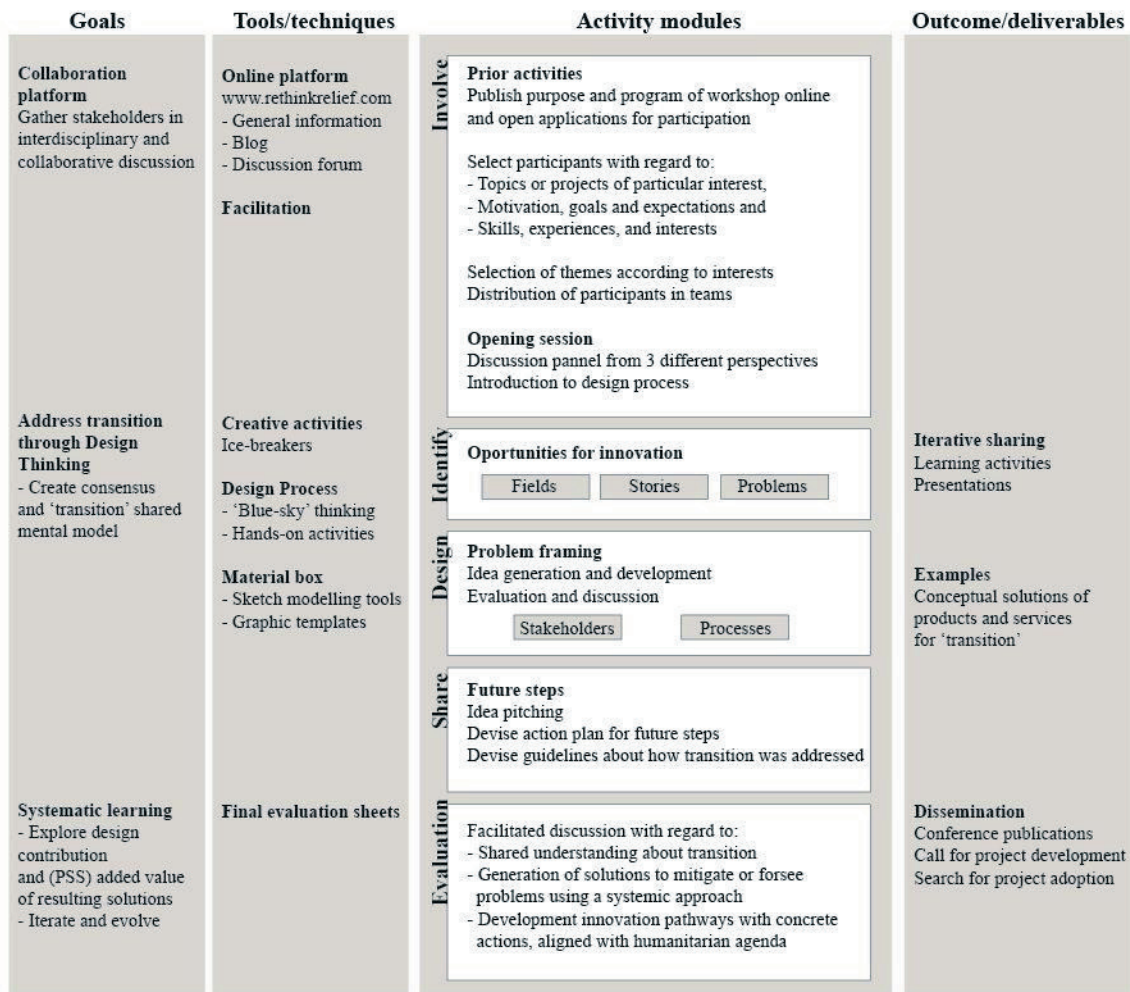 Goals
Tools/techniques
Activity modules
Outcome/deliverables
Collaboration
platform
Gather stakeholders in
interdisciplinary and
collaborative discussion
Address transition
through Design
Thinking
- Create consensus
and ‘transition’ shared
mental model
Systematic learning
- Explore design
contribution
and (PSS) added value
of resulting solutions
- Iterate and evolve
Online platform
www.rethinkrelief.com
- General information
- Blog
- Discussion forum
Facilitation
Creative activities
Ice-breakers
Design Process
- ‘Blue-sky’ thinking
- Hands-on activities
Material box
- Sketch modelling tools
- Graphic templates
Final evaluation sheets
Involve
Prior activities
Publish purpose and program of workshop online
and open applications for participation
Select participants with regard to:
- Topics or projects of particular interest,
- Motivation, goals and expectations and
- Skills, experiences, and interests
Selection of themes according to interests
Distribution of participants in teams
Opening session
Discussion pannel from 3 different perspectives
Introduction to design process
Identify
Oportunities for innovation
Fields
Stories
Problems
Design
Problem framing
Idea generation and development
Evaluation and discussion
Stakeholders
Processes
Share
Future steps
Idea pitching
Devise action plan for future steps
Devise guidelines about how transition was addressed
Evaluation
Facilitated discussion with regard to:
- Shared understanding about transition
- Generation of solutions to mitigate or forsee
problems using a systemic approach
- Development innovation pathways with concrete
actions, aligned with humanitarian agenda
Iterative sharing
Learning activities
Presentations
Examples
Conceptual solutions of
products and services
for ‘transition’
Dissemination
Conference publications
Call for project development
Search for project adoption